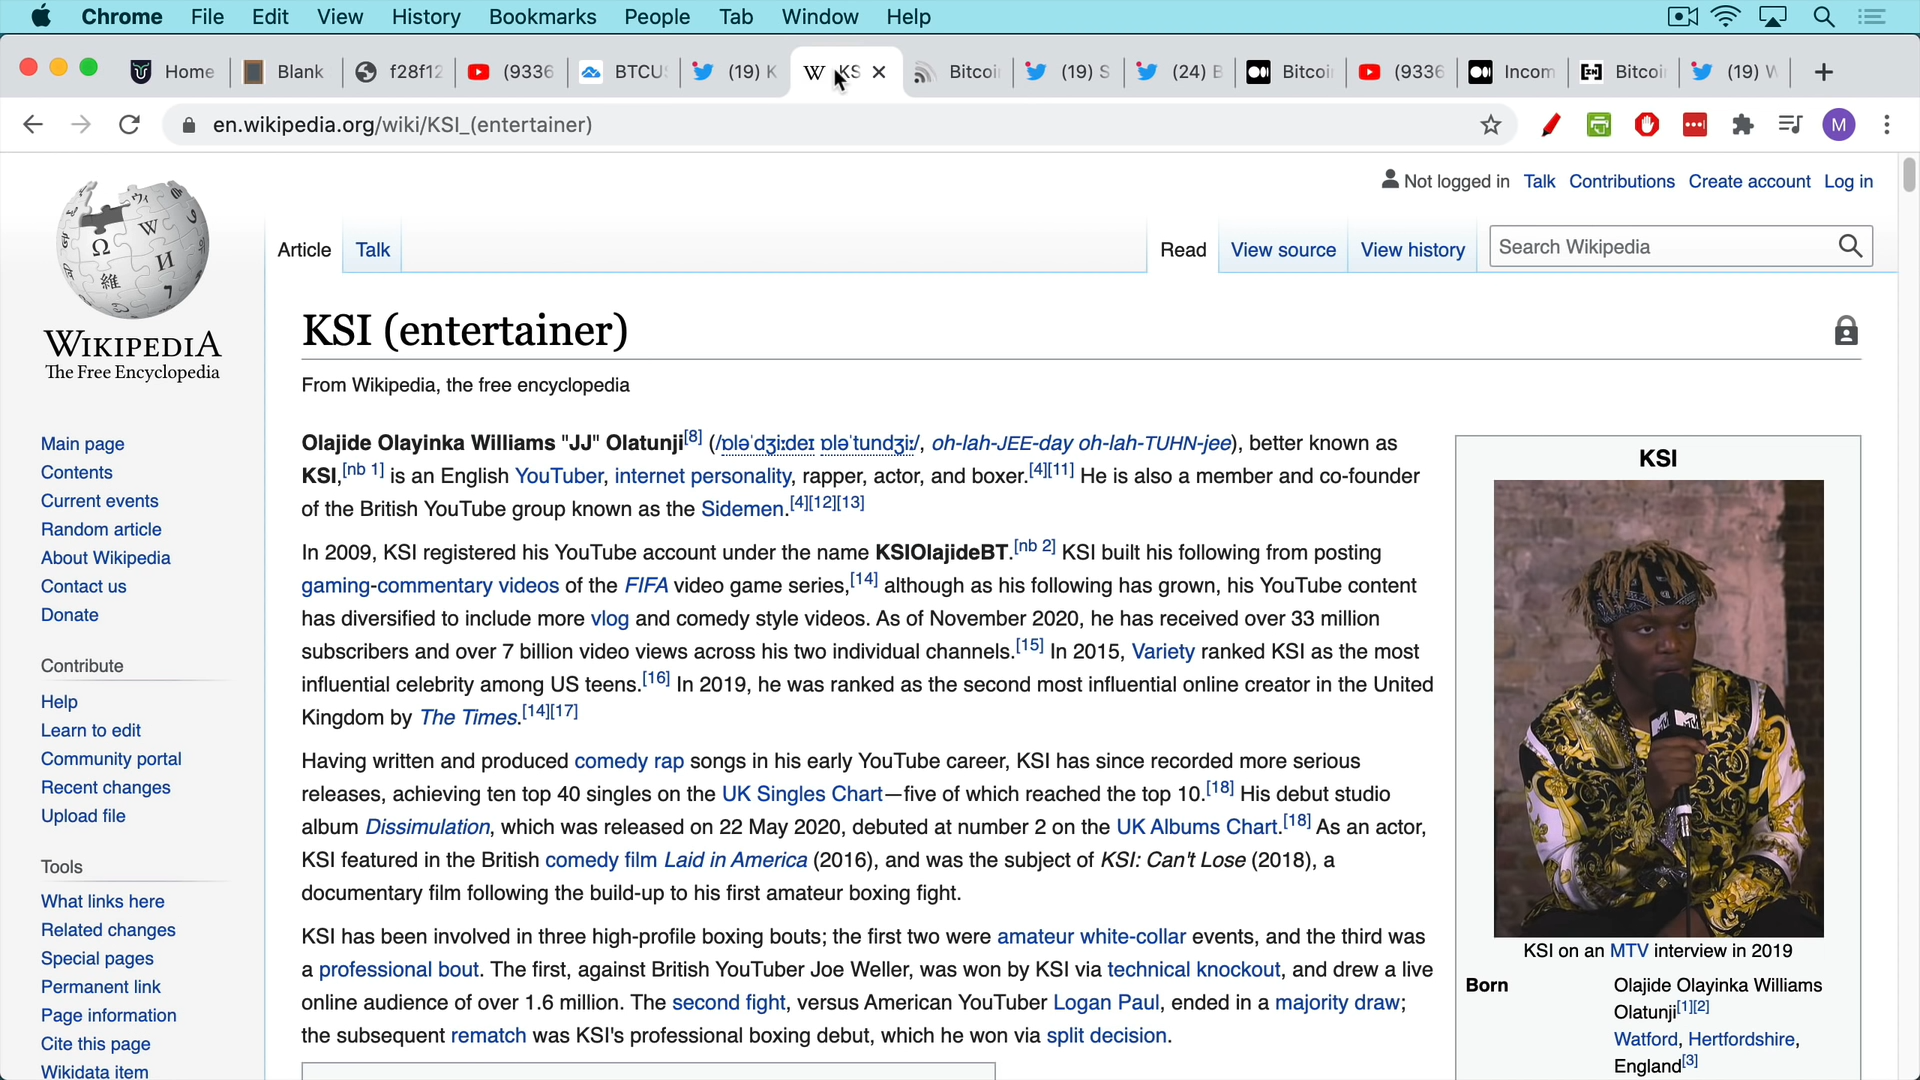 Chrome File Edit View History Bookmarks People Tab Window Help
Home Blank f28f12 (9336 BTCU (19) K KS Bitcoi (19) S (24) B Bitcoi (9336 Incom Bitcoi (19) W
en.wikipedia.org/wiki/KSI_(entertainer) M
Not logged in Talk Contributions Create account Log in
Article Talk Read View source View history Search Wikipedia
WIKIPEDIA
The Free Encyclopedia
Main page
Contents
Current events
Random article
About Wikipedia
Contact us
Donate
Contribute
Help
Learn to edit
Community portal
Recent changes
Upload file
Tools
What links here
Related changes
Special pages
Permanent link
Page information
Cite this page
Wikidata item
KSI (entertainer)
From Wikipedia, the free encyclopedia
Olajide Olayinka Williams "JJ" Olatunji[8] (/ɒləˈdʒiːdeɪ ɒləˈtundʒiː/, oh-lah-JEE-day oh-lah-TUHN-jee), better known as
KSI,[nb 1] is an English YouTuber, internet personality, rapper, actor, and boxer.[4][11] He is also a member and co-founder
of the British YouTube group known as the Sidemen.[4][12][13]
In 2009, KSI registered his YouTube account under the name KSIOlajideBT.[nb 2] KSI built his following from posting
gaming-commentary videos of the FIFA video game series,[14] although as his following has grown, his YouTube content
has diversified to include more vlog and comedy style videos. As of November 2020, he has received over 33 million
subscribers and over 7 billion video views across his two individual channels.[15] In 2015, Variety ranked KSI as the most
influential celebrity among US teens.[16] In 2019, he was ranked as the second most influential online creator in the United
Kingdom by The Times.[14][17]
Having written and produced comedy rap songs in his early YouTube career, KSI has since recorded more serious
releases, achieving ten top 40 singles on the UK Singles Chart—five of which reached the top 10.[18] His debut studio
album Dissimulation, which was released on 22 May 2020, debuted at number 2 on the UK Albums Chart.[18] As an actor,
KSI featured in the British comedy film Laid in America (2016), and was the subject of KSI: Can't Lose (2018), a
documentary film following the build-up to his first amateur boxing fight.
KSI has been involved in three high-profile boxing bouts; the first two were amateur white-collar events, and the third was
a professional bout. The first, against British YouTuber Joe Weller, was won by KSI via technical knockout, and drew a live
online audience of over 1.6 million. The second fight, versus American YouTuber Logan Paul, ended in a majority draw;
the subsequent rematch was KSI's professional boxing debut, which he won via split decision.
KSI
KSI on an MTV interview in 2019
Born Olajide Olayinka Williams
Olatunji[1][2]
Watford, Hertfordshire,
England[3]